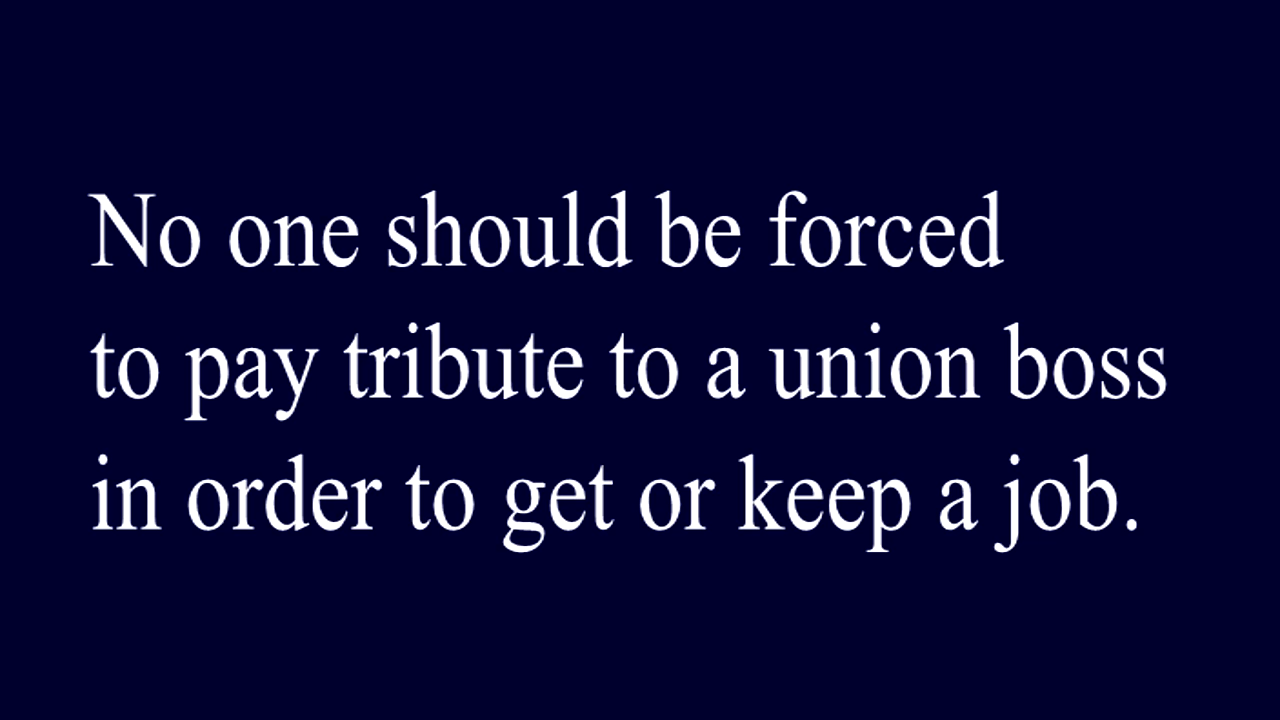 No one should be forced
to pay tribute to a union boss
in order to get or keep a job.